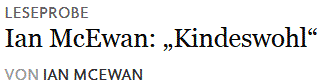 LESEPROBE
Ian McEwan: „Kindeswohl“
VON IAN MCEWAN